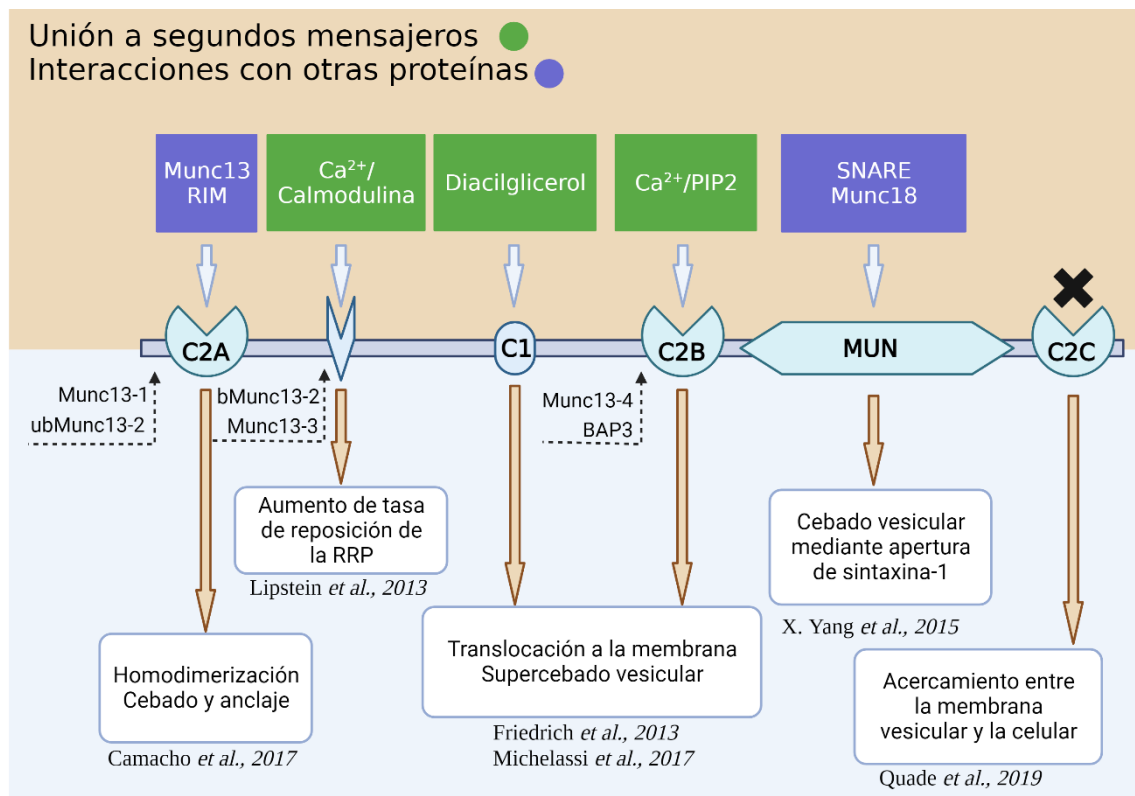 Unión a segundos mensajeros
Interacciones con otras proteínas
Munc13
RIM
Ca²⁺/
Calmodulina
Diacilglicerol
Ca²⁺/PIP2
SNARE
Munc18
C2A
C1
C2B
MUN
C2C
Munc13-1
ubMunc13-2
bMunc13-2
Munc13-3
Munc13-4
BAP3
Aumento de tasa
de reposición de
la RRP
Lipstein et al., 2013
Cebado vesicular
mediante apertura
de sintaxina-1
X. Yang et al., 2015
Homodimerización
Cebado y anclaje
Camacho et al., 2017
Translocación a la membrana
Supercebado vesicular
Friedrich et al., 2013
Michelassi et al., 2017
Acercamiento entre
la membrana
vesicular y la celular
Quade et al., 2019